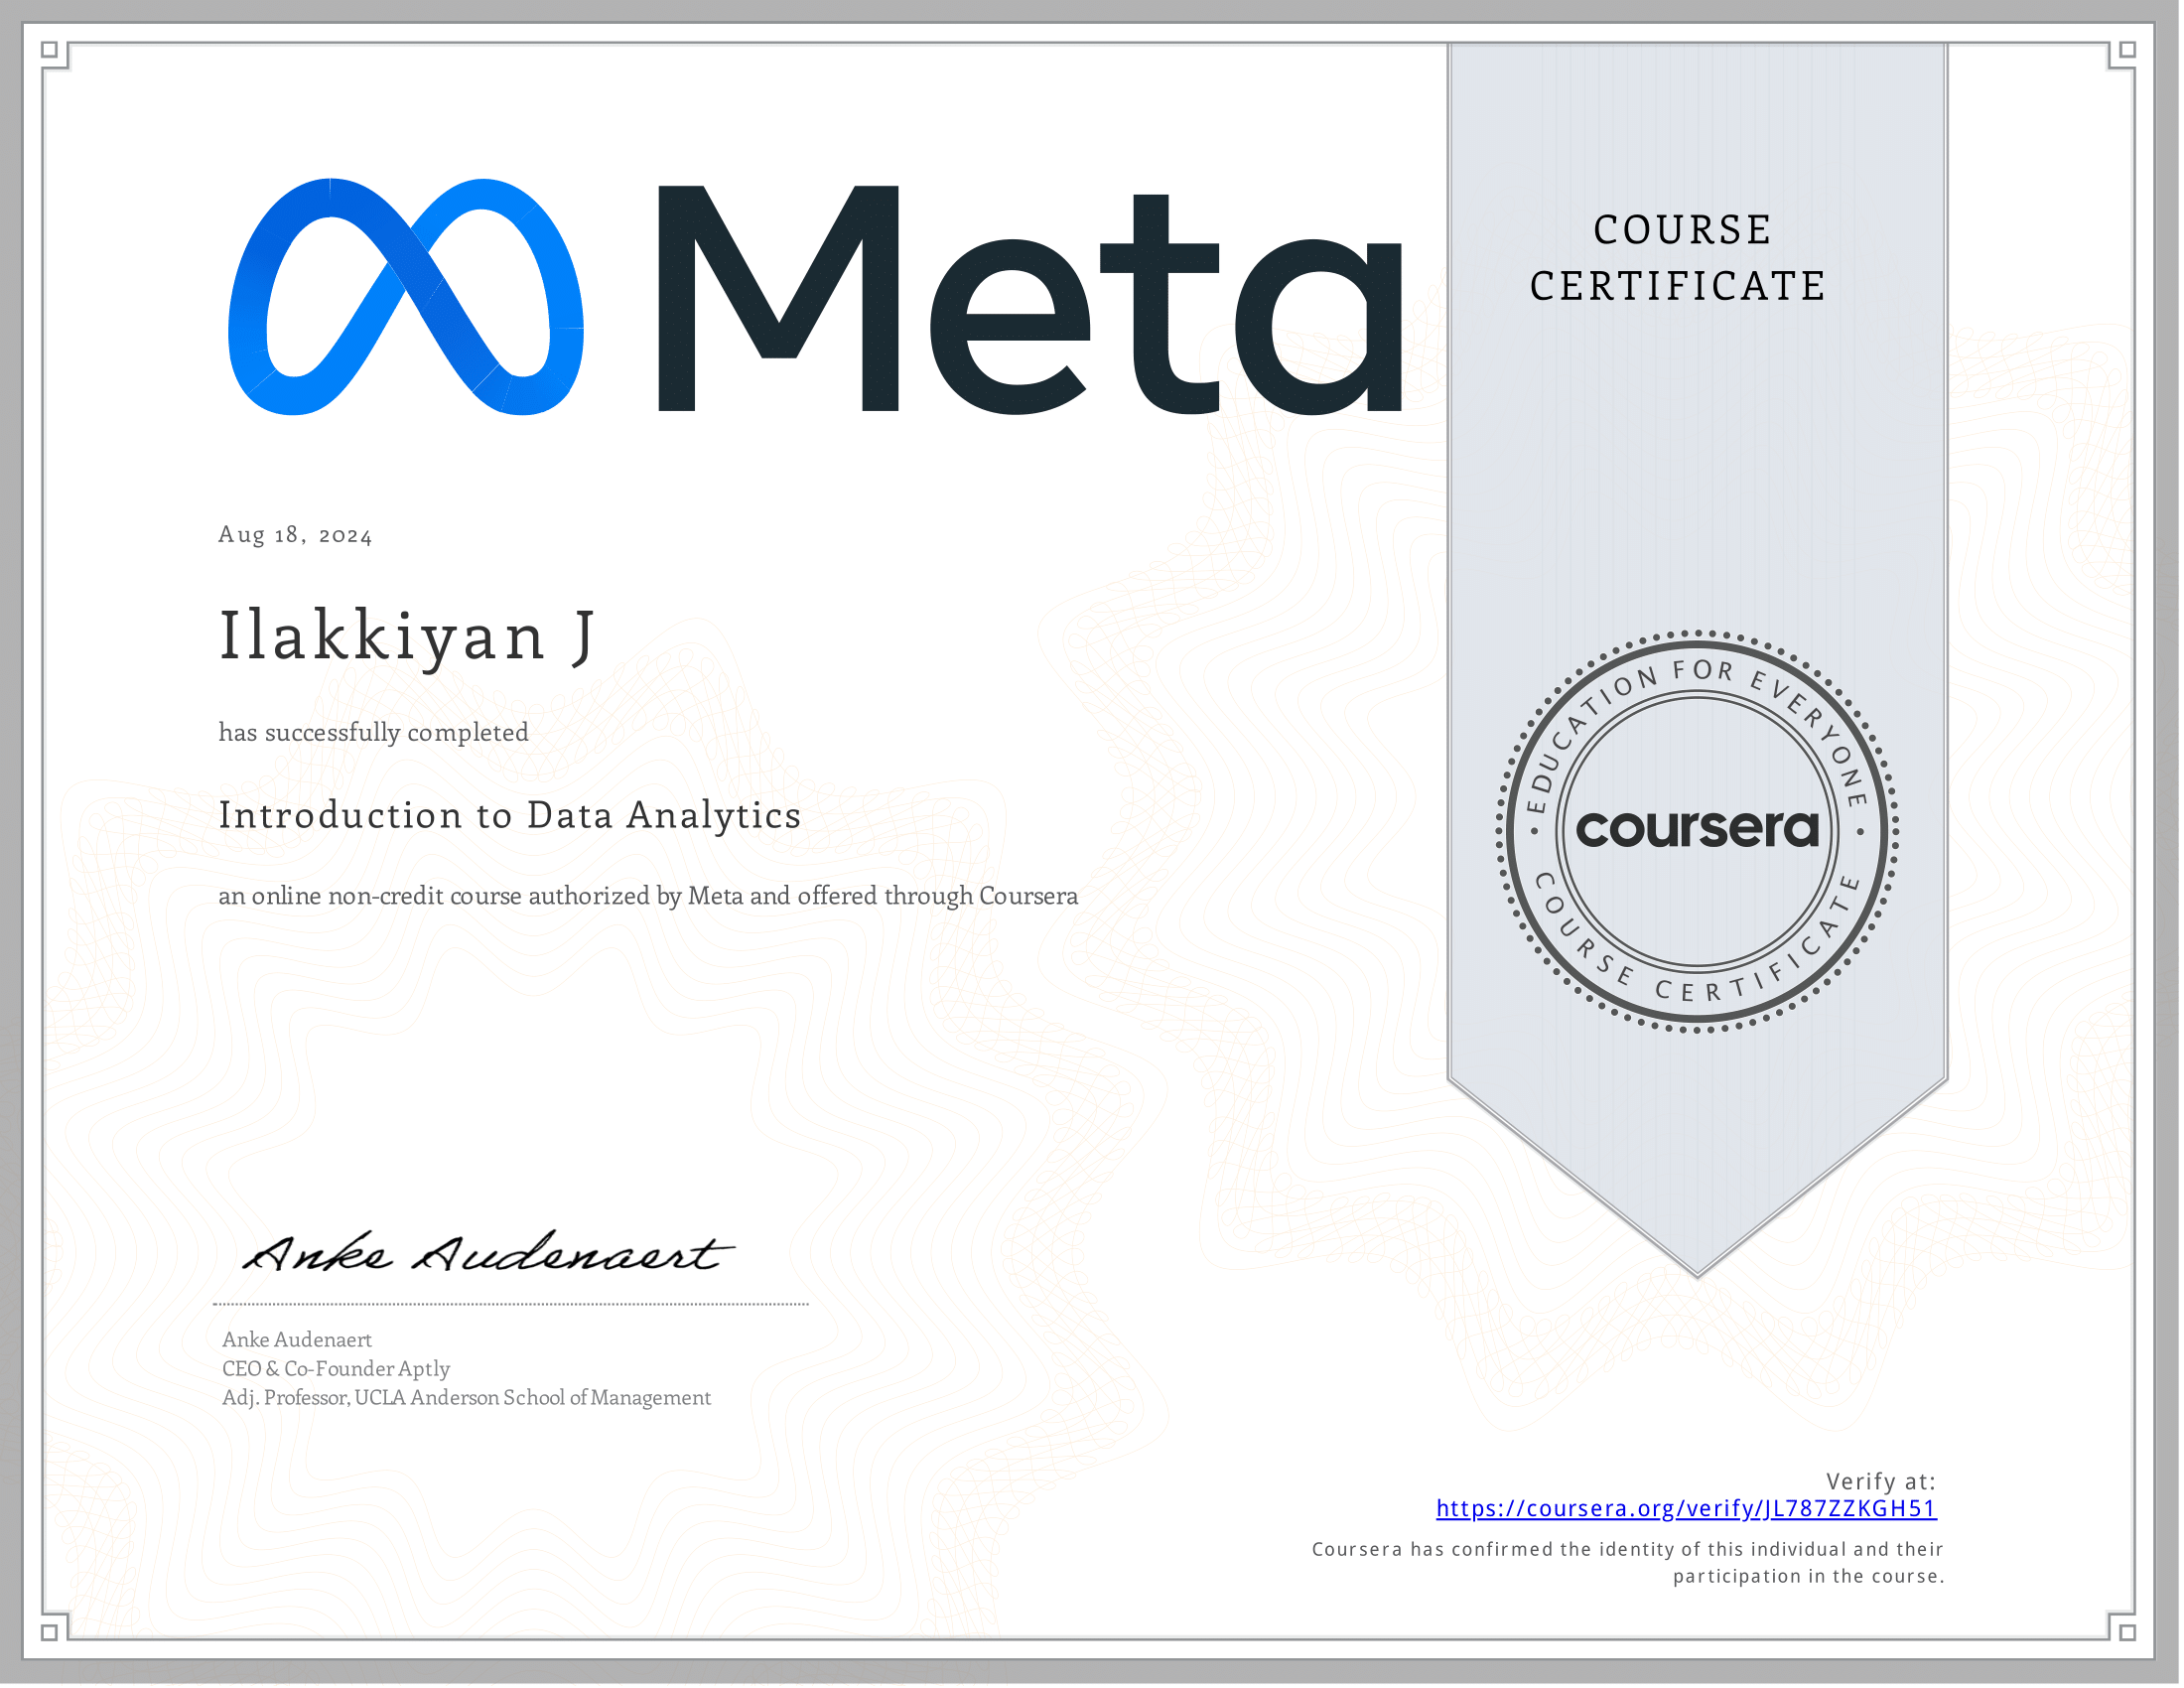 Meta
COURSE
CERTIFICATE
Aug 18, 2024
Ilakkiyan J
has successfully completed
Introduction to Data Analytics
an online non-credit course authorized by Meta and offered through Coursera
EDUCATION FOR EVERYONE
coursera
COURSE CERTIFICATE
Anke Audenaert
Anke Audenaert
CEO & Co-Founder Aptly
Adj. Professor, UCLA Anderson School of Management
Verify at:
https://coursera.org/verify/JL787ZZKGH51
Coursera has confirmed the identity of this individual and their
participation in the course.